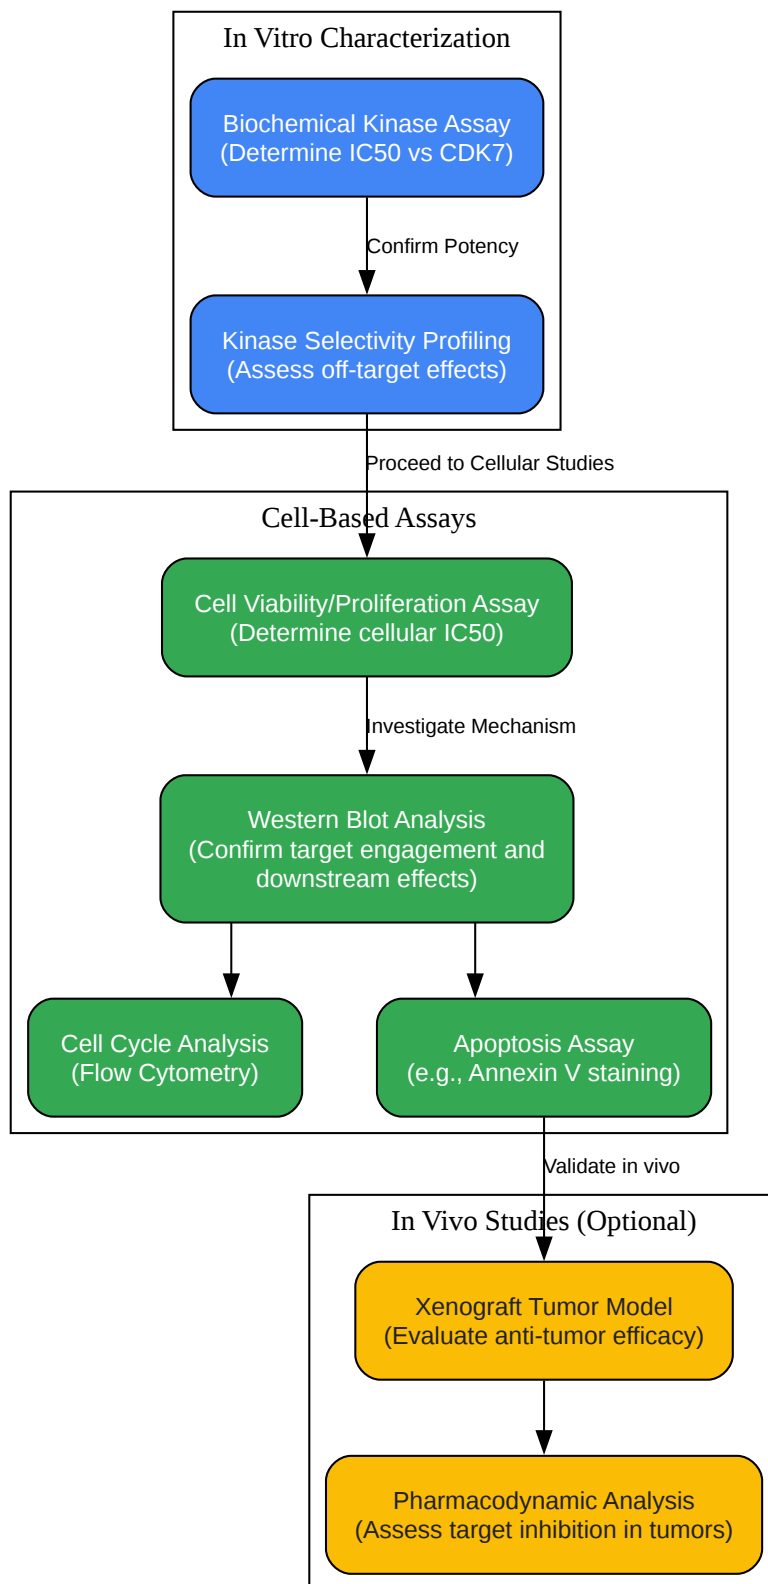 In Vitro Characterization
Biochemical Kinase Assay
(Determine IC50 vs CDK7)
Confirm Potency
Kinase Selectivity Profiling
(Assess off-target effects)
Proceed to Cellular Studies
Cell-Based Assays
Cell Viability/Proliferation Assay
(Determine cellular IC50)
Investigate Mechanism
Western Blot Analysis
(Confirm target engagement and
downstream effects)
Cell Cycle Analysis
(Flow Cytometry)
Apoptosis Assay
(e.g., Annexin V staining)
Validate in vivo
In Vivo Studies (Optional)
Xenograft Tumor Model
(Evaluate anti-tumor efficacy)
Pharmacodynamic Analysis
(Assess target inhibition in tumors)